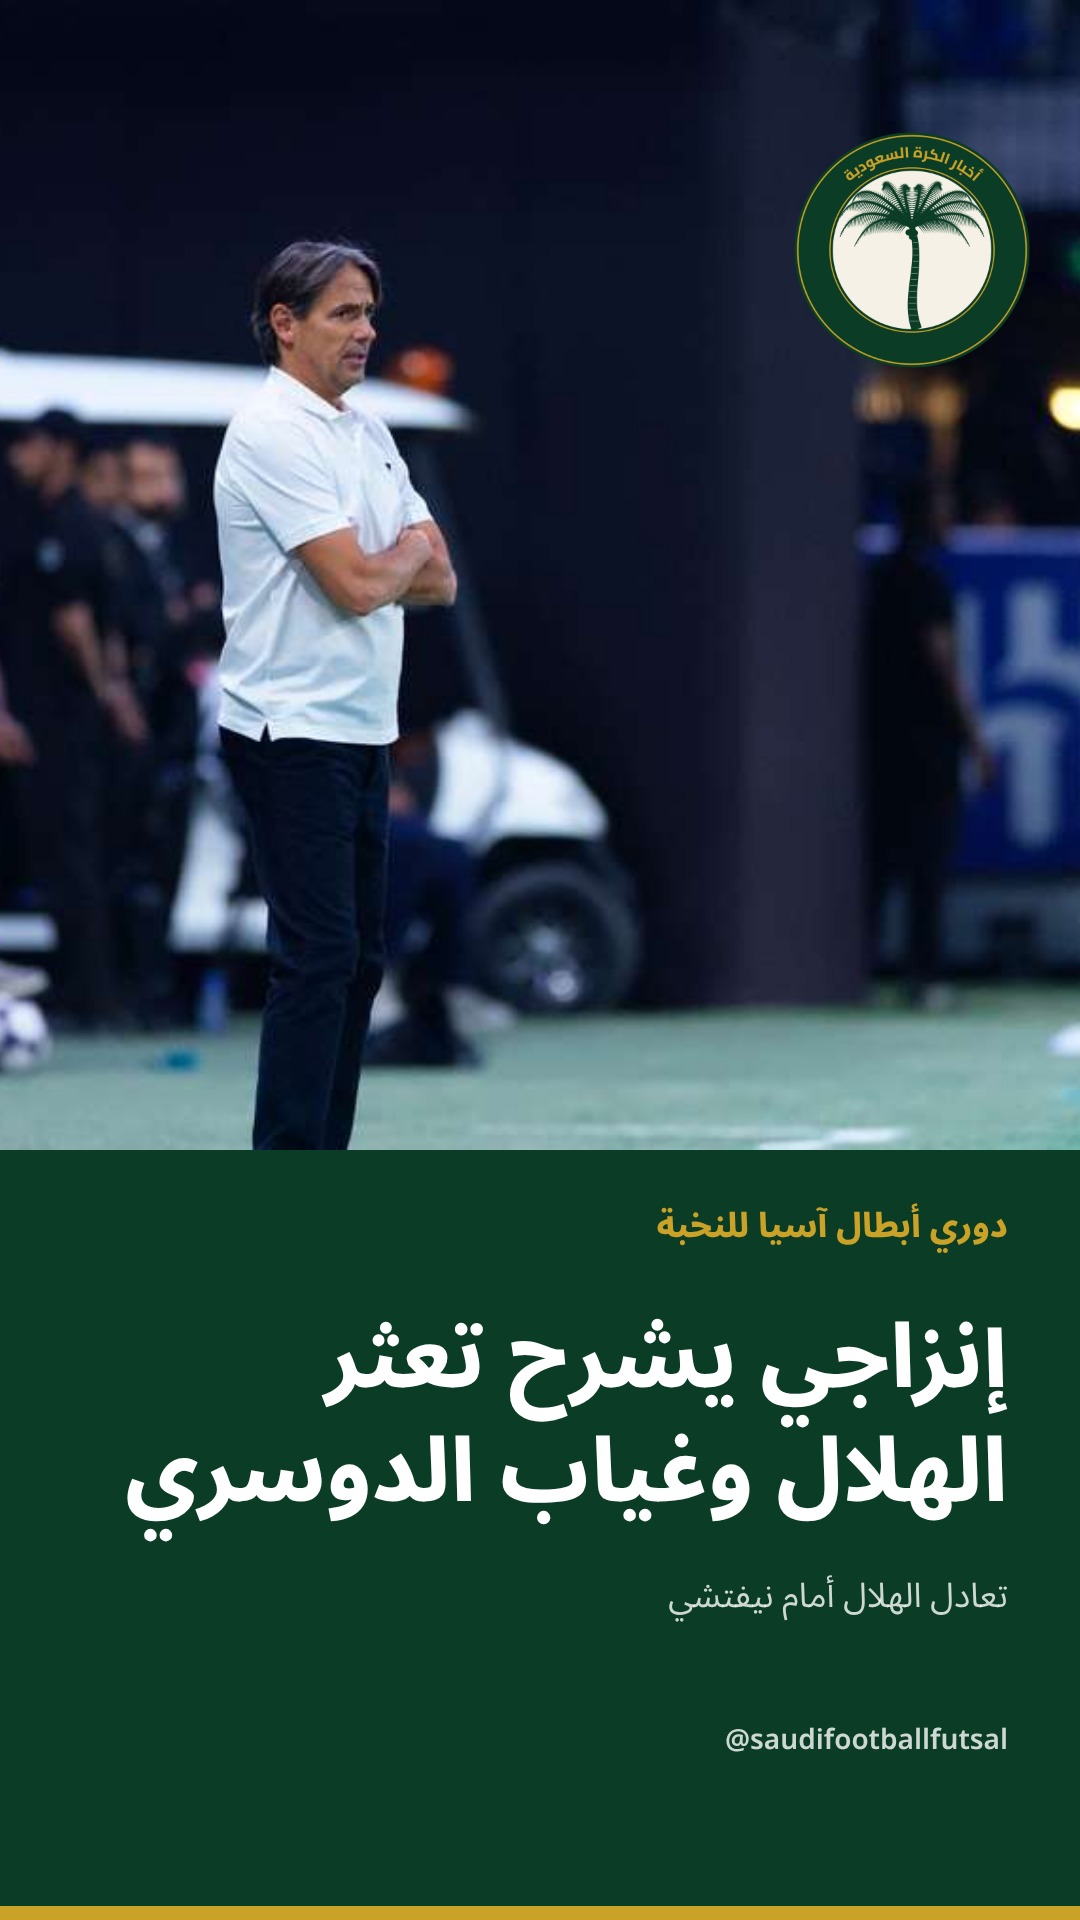 أخبار الكرة السعودية
دوري أبطال آسيا للنخبة
إنزاجي يشرح تعثر
الهلال وغياب الدوسري
تعادل الهلال أمام نيفتشي
@saudifootballfutsal